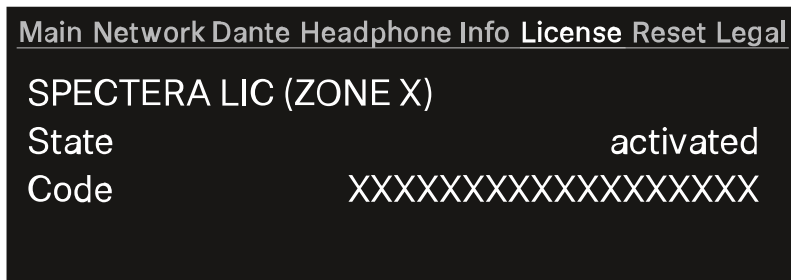 Main Network Dante Headphone Info License Reset Legal
SPECTERA LIC (ZONE X)
State activated
Code XXXXXXXXXXXXXXXXXX